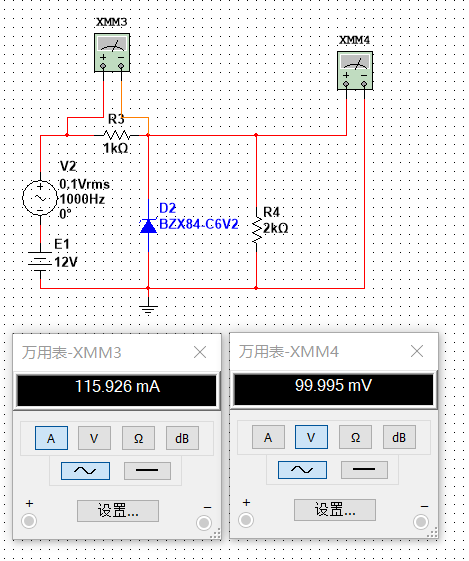 XMM3
XMM4
+ −
+ −
R3
1kΩ
V2
0.1Vrms
1000Hz
0°
D2
BZX84-C6V2
R4
2kΩ
E1
12V
万用表-XMM3
115.926 mA
A V Ω dB
+ 设置... −
万用表-XMM4
99.995 mV
A V Ω dB
+ 设置... −